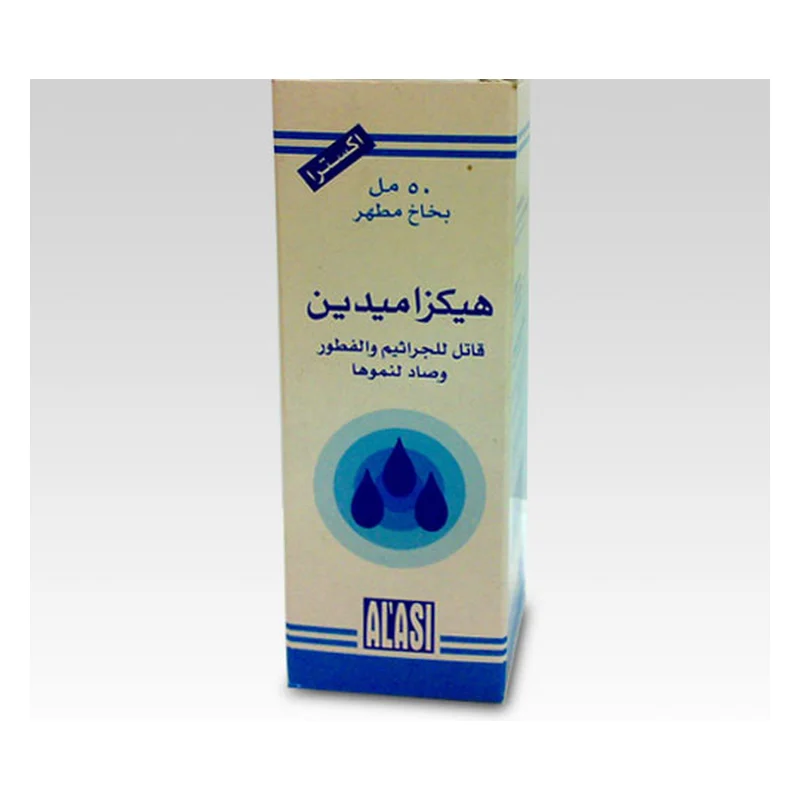 اكسترا
٥٠ مل
بخاخ مطهر
هيكزاميدين
قاتل للجراثيم والفطور
وصاد لنموها
AL'ASI